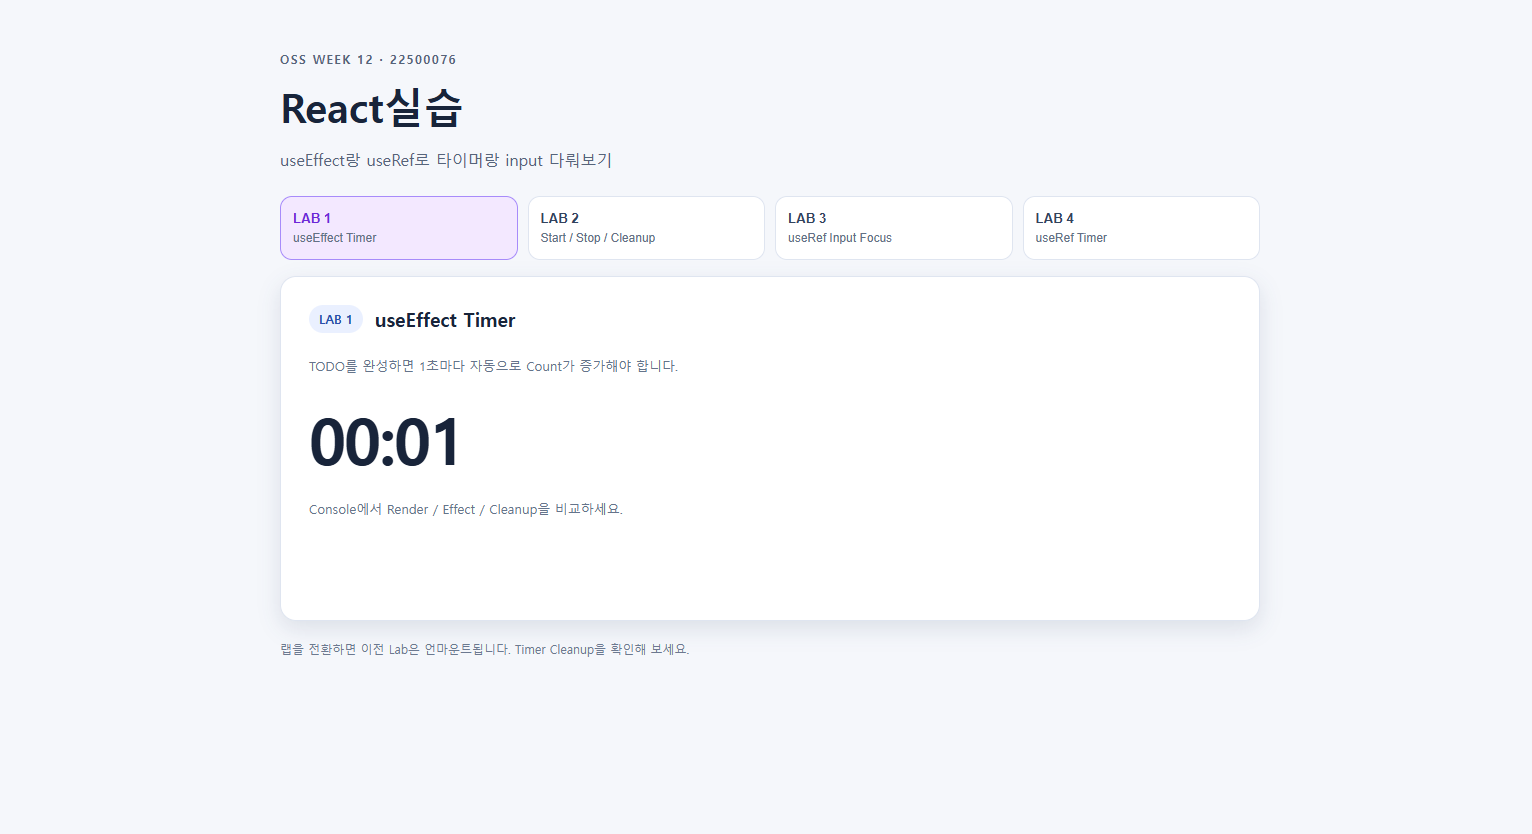 OSS WEEK 12 · 22500076
React실습
useEffect랑 useRef로 타이머랑 input 다뤄보기
LAB 1
useEffect Timer
LAB 2
Start / Stop / Cleanup
LAB 3
useRef Input Focus
LAB 4
useRef Timer
LAB 1 useEffect Timer
TODO를 완성하면 1초마다 자동으로 Count가 증가해야 합니다.
00:01
Console에서 Render / Effect / Cleanup을 비교하세요.
랩을 전환하면 이전 Lab은 언마운트됩니다. Timer Cleanup을 확인해 보세요.